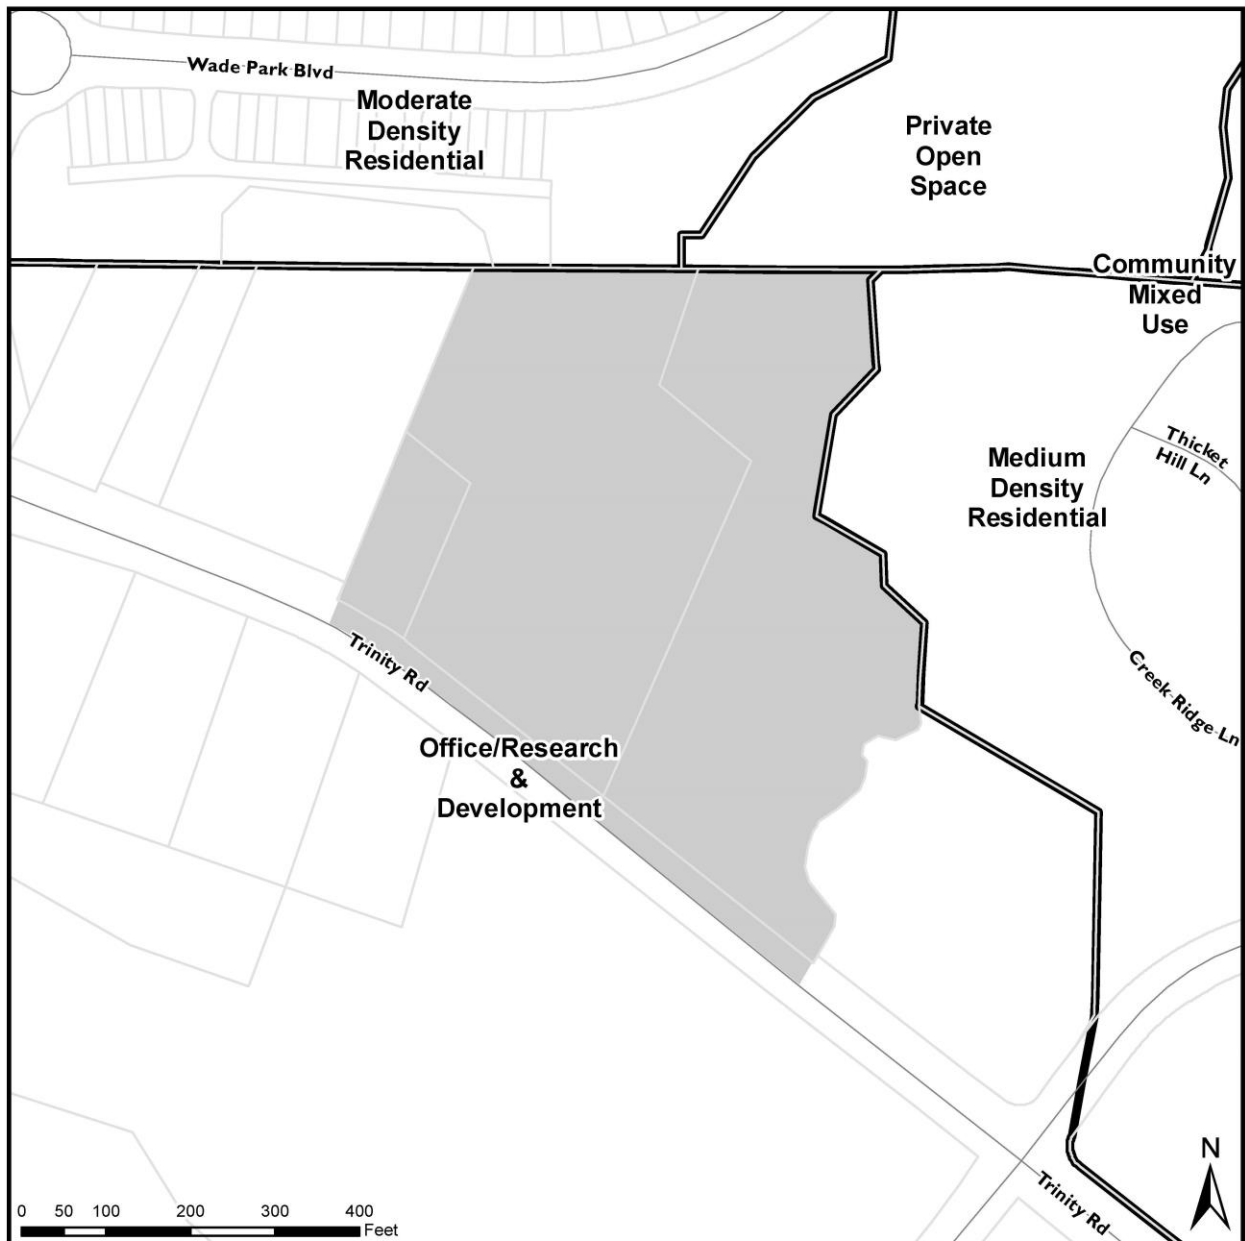 Wade Park Blvd
Moderate
Density
Residential
Private
Open
Space
Community
Mixed
Use
Medium
Density
Residential
Thicket
Hill Ln
Creek Ridge Ln
Trinity Rd
Office/Research
&
Development
Trinity Rd
N
0 50 100 200 300 400
Feet